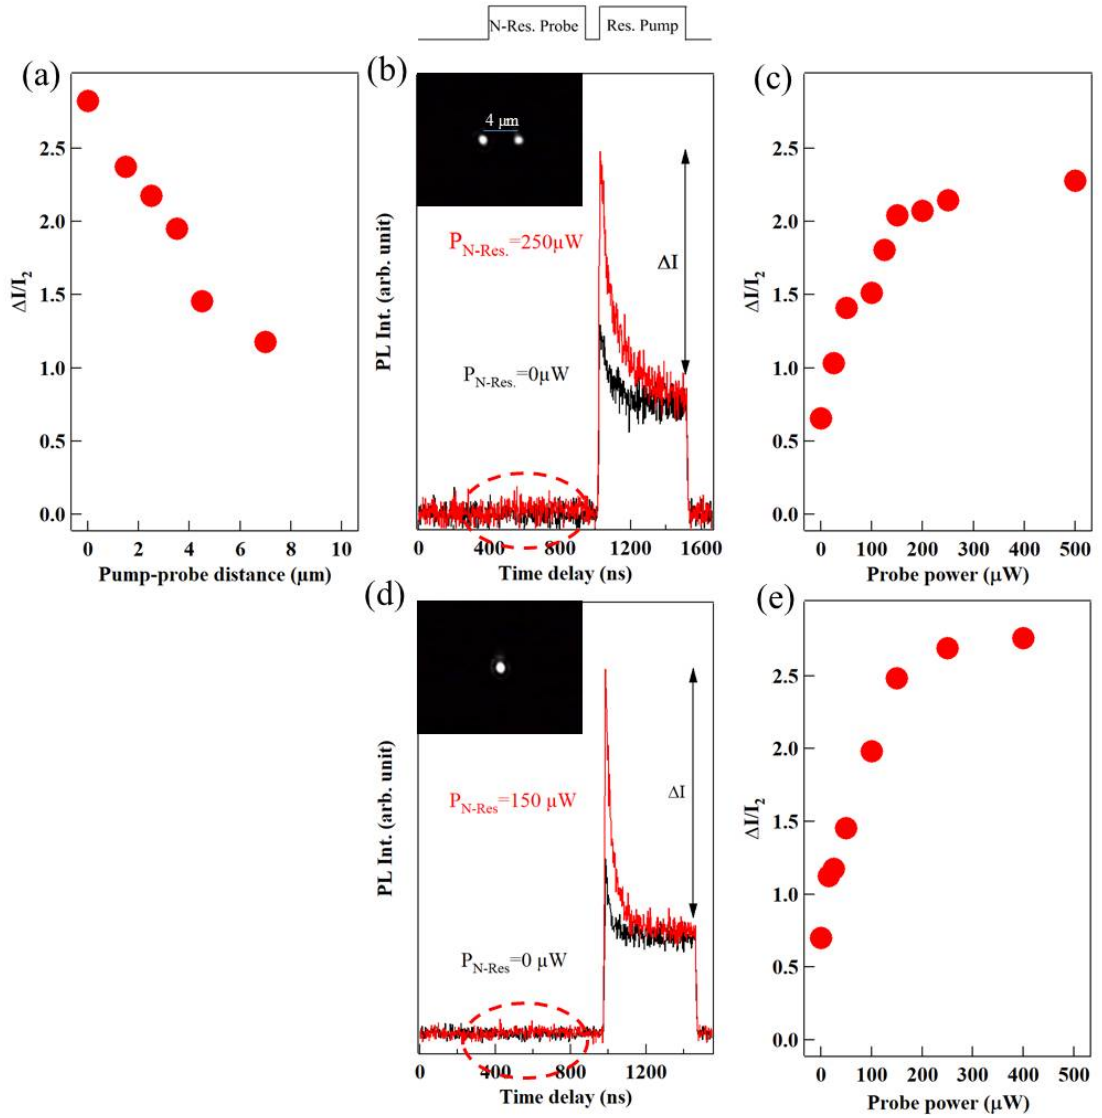 N-Res. Probe Res. Pump
(a)
ΔI/I2
2.5
2.0
1.5
1.0
0.5
0.0
0 2 4 6 8 10
Pump-probe distance (µm)
(b)
4 µm
PL Int. (arb. unit)
PN-Res.=250µW
ΔI
PN-Res.=0µW
0 400 800 1200 1600
Time delay (ns)
(c)
ΔI/I2
2.5
2.0
1.5
1.0
0.5
0.0
0 100 200 300 400 500
Probe power (µW)
(d)
PL Int. (arb. unit)
PN-Res=150 µW
ΔI
PN-Res=0 µW
0 400 800 1200
Time delay (ns)
(e)
ΔI/I2
2.5
2.0
1.5
1.0
0.5
0.0
0 100 200 300 400 500
Probe power (µW)